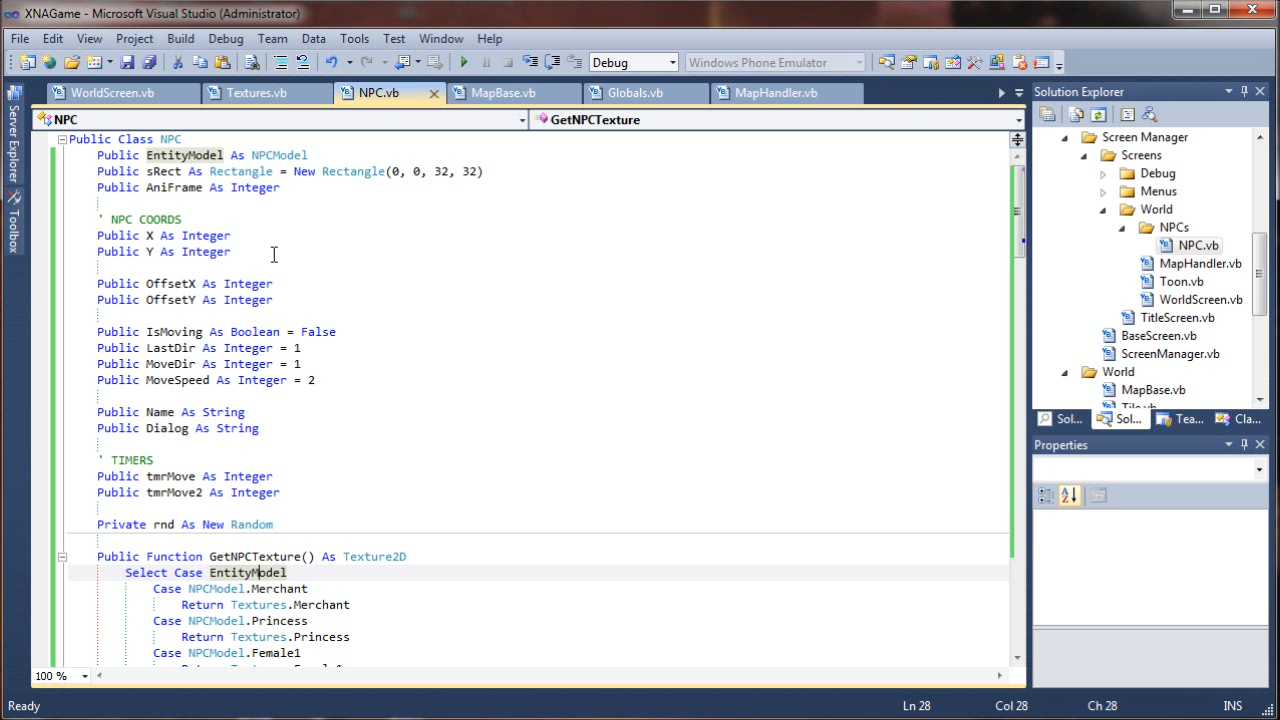 XNAGame - Microsoft Visual Studio (Administrator)
File Edit View Project Build Debug Team Data Tools Test Window Help
Debug Windows Phone Emulator
WorldScreen.vb Textures.vb NPC.vb MapBase.vb Globals.vb MapHandler.vb
NPC GetNPCTexture
Server Explorer
Toolbox
Public Class NPC
Public EntityModel As NPCModel
Public sRect As Rectangle = New Rectangle(0, 0, 32, 32)
Public AniFrame As Integer
' NPC COORDS
Public X As Integer
Public Y As Integer
Public OffsetX As Integer
Public OffsetY As Integer
Public IsMoving As Boolean = False
Public LastDir As Integer = 1
Public MoveDir As Integer = 1
Public MoveSpeed As Integer = 2
Public Name As String
Public Dialog As String
' TIMERS
Public tmrMove As Integer
Public tmrMove2 As Integer
Private rnd As New Random
Public Function GetNPCTexture() As Texture2D
Select Case EntityModel
Case NPCModel.Merchant
Return Textures.Merchant
Case NPCModel.Princess
Return Textures.Princess
Case NPCModel.Female1
100 %
Solution Explorer
Screen Manager
Screens
Debug
Menus
World
NPCs
NPC.vb
MapHandler.vb
Toon.vb
WorldScreen.vb
TitleScreen.vb
BaseScreen.vb
ScreenManager.vb
World
MapBase.vb
Tile.vb
Sol... Sol... Tea... Cla...
Properties
Ready Ln 28 Col 28 Ch 28 INS